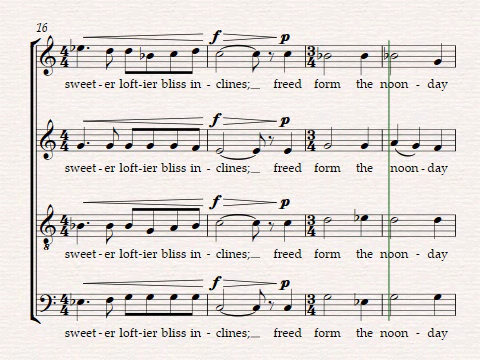 16
f p
sweet - er loft-ier bliss in - clines;_ freed form the noon - day
f p
sweet - er loft-ier bliss in - clines;_ freed form the noon - day
f p
sweet - er loft-ier bliss in - clines;_ freed form the noon - day
f p
sweet - er loft-ier bliss in - clines;_ freed form the noon - day